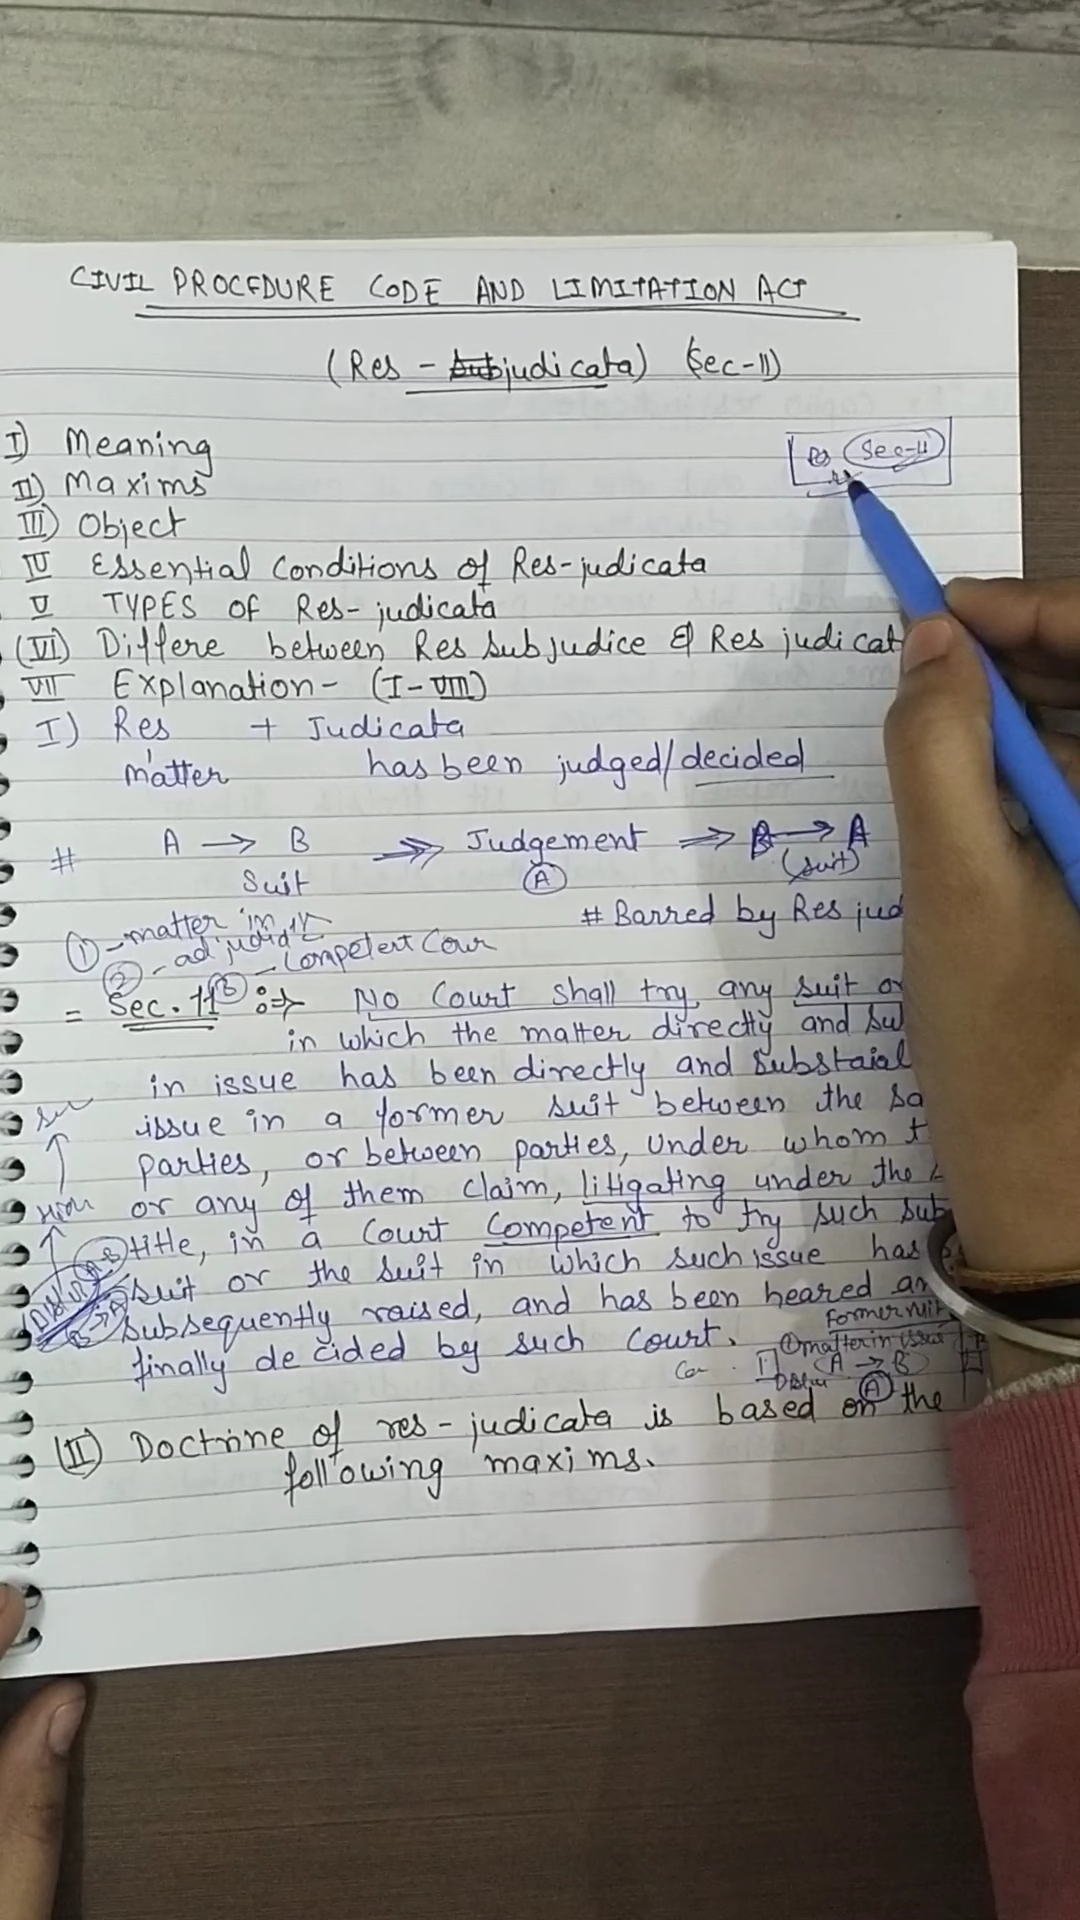 CIVIL PROCEDURE CODE AND LIMITATION ACT
(Res - judicata) (Sec-11)
I) Meaning
Sec-11
II) Maxims
III) Object
IV Essential Conditions of Res-judicata
V TYPES of Res-judicata
(VI) Differe between Res subjudice & Res judicat
VII Explanation- (I-VIII)
I) Res + Judicata
matter has been judged/decided
# A → B ⇒ Judgement ⇒ B → A
Suit (A) (suit)
# Barred by Res jud
① - matter in
② - adjudi
③ - Competent Cour
= Sec. 11 :⇒ No Court shall try any suit or
in which the matter directly and su
in issue has been directly and substaial
issue in a former suit between the sa
parties, or between parties, under whom t
or any of them claim, litigating under the
title, in a Court Competent to try such sub
suit or the suit in which such issue has
subsequently raised, and has been heared an
finally decided by such court.
Former suit
① matter in issue
A → B
(A)
(II) Doctrine of res-judicata is based on the
following maxims.